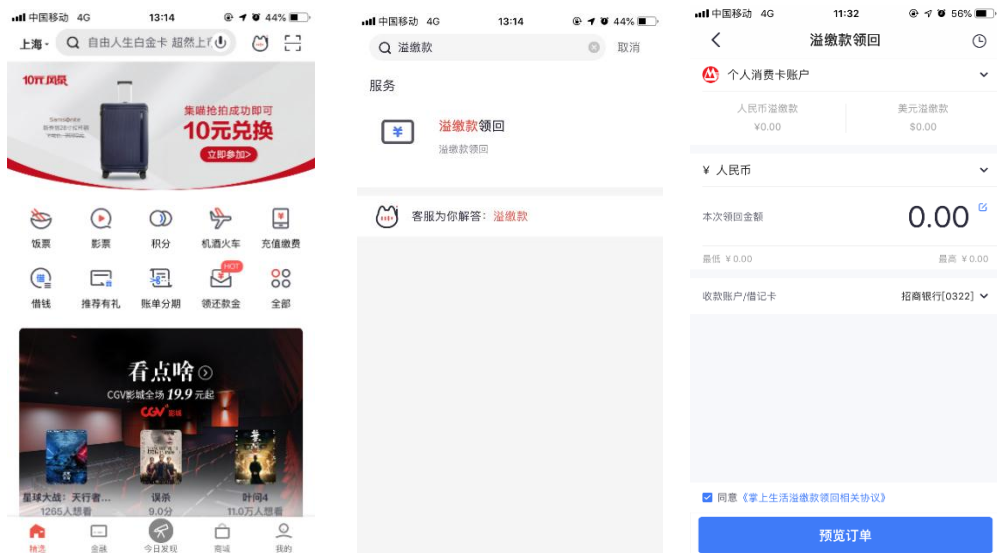 中国移动 4G 13:14 44%
上海 自由人生白金卡 超然上
10元风暴
Samsonite
集喵抢拍成功即可
10元兑换
立即参加>
饭票 影票 积分 机酒火车 充值缴费
HOT
借钱 推荐有礼 账单分期 领还款金 全部
看点啥
CGV影城全场 19.9 元起
CGV 影城
星球大战：天行者... 误杀 叶问4
1265人想看 9.0分 11.0万人想看
精选 金融 今日发现 商城 我的
中国移动 4G 13:14 44%
溢缴款 取消
服务
溢缴款领回
溢缴款领回
客服为你解答：溢缴款
中国移动 4G 11:32 56%
溢缴款领回
个人消费卡账户
人民币溢缴款 美元溢缴款
¥0.00 $0.00
¥ 人民币
本次领回金额 0.00
最低 ¥0.00 最高 ¥0.00
收款账户/借记卡 招商银行[0322]
同意《掌上生活溢缴款领回相关协议》
预览订单